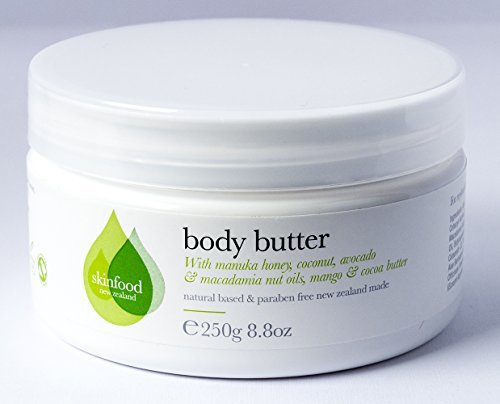 skinfood
new zealand
body butter
With manuka honey, coconut, avocado
& macadamia nut oils, mango & cocoa butter
natural based & paraben free new zealand made
℮250g 8.8oz